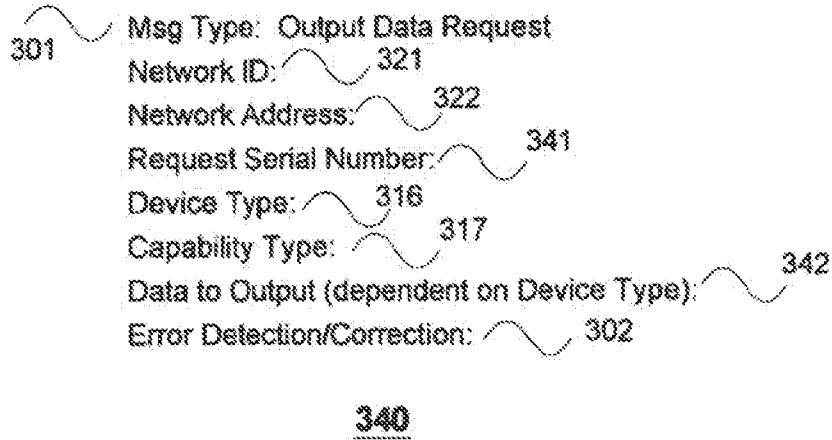 301 Msg Type: Output Data Request
Network ID: 321
Network Address: 322
Request Serial Number: 341
Device Type: 316
Capability Type: 317
Data to Output (dependent on Device Type): 342
Error Detection/Correction: 302
340